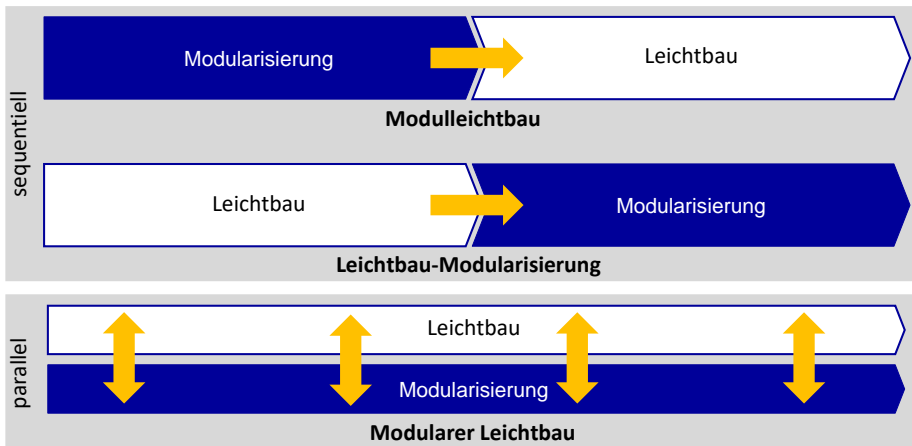 sequentiell
Modularisierung
Leichtbau
Modulleichtbau
Leichtbau
Modularisierung
Leichtbau-Modularisierung
parallel
Leichtbau
Modularisierung
Modularer Leichtbau